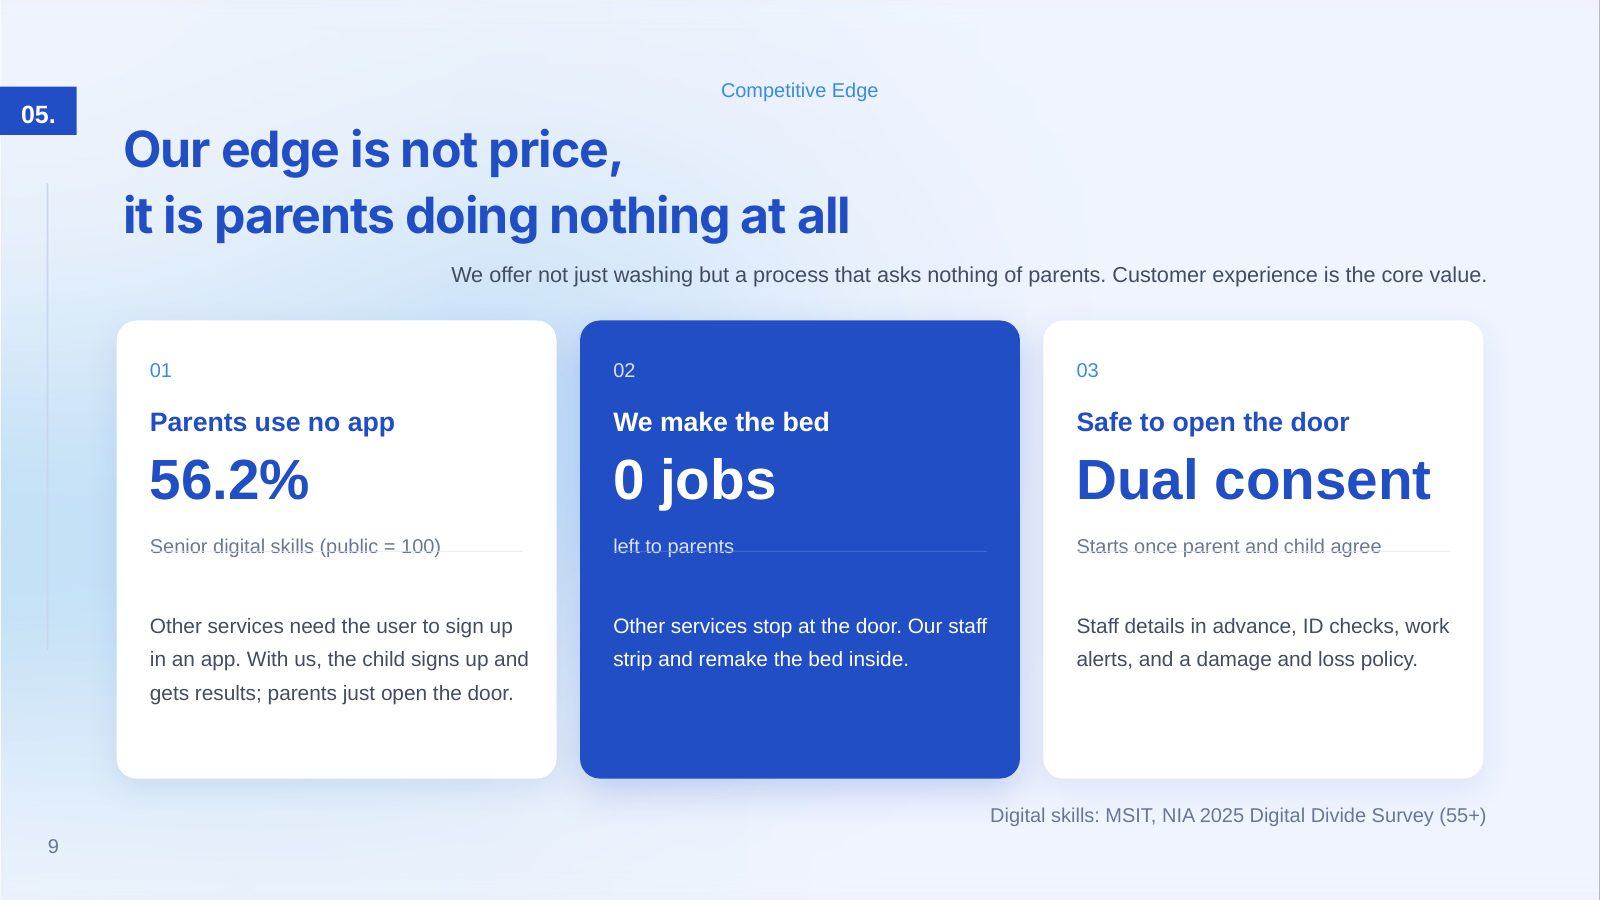 Competitive Edge
05.
Our edge is not price,
it is parents doing nothing at all
We offer not just washing but a process that asks nothing of parents. Customer experience is the core value.
01
Parents use no app
56.2%
Senior digital skills (public = 100)
Other services need the user to sign up
in an app. With us, the child signs up and
gets results; parents just open the door.
02
We make the bed
0 jobs
left to parents
Other services stop at the door. Our staff
strip and remake the bed inside.
03
Safe to open the door
Dual consent
Starts once parent and child agree
Staff details in advance, ID checks, work
alerts, and a damage and loss policy.
Digital skills: MSIT, NIA 2025 Digital Divide Survey (55+)
9